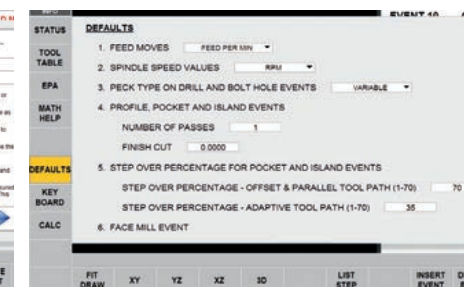 EVENT 10
STATUS
TOOL
TABLE
EPA
MATH
HELP
DEFAULTS
KEY
BOARD
CALC
DEFAULTS
1. FEED MOVES FEED PER MIN
2. SPINDLE SPEED VALUES RPM
3. PECK TYPE ON DRILL AND BOLT HOLE EVENTS VARIABLE
4. PROFILE, POCKET AND ISLAND EVENTS
NUMBER OF PASSES 1
FINISH CUT 0.0000
5. STEP OVER PERCENTAGE FOR POCKET AND ISLAND EVENTS
STEP OVER PERCENTAGE - OFFSET & PARALLEL TOOL PATH (1-70) 70
STEP OVER PERCENTAGE - ADAPTIVE TOOL PATH (1-70) 35
6. FACE MILL EVENT
FIT
DRAW
XY
YZ
XZ
3D
LIST
STEP
INSERT
EVENT